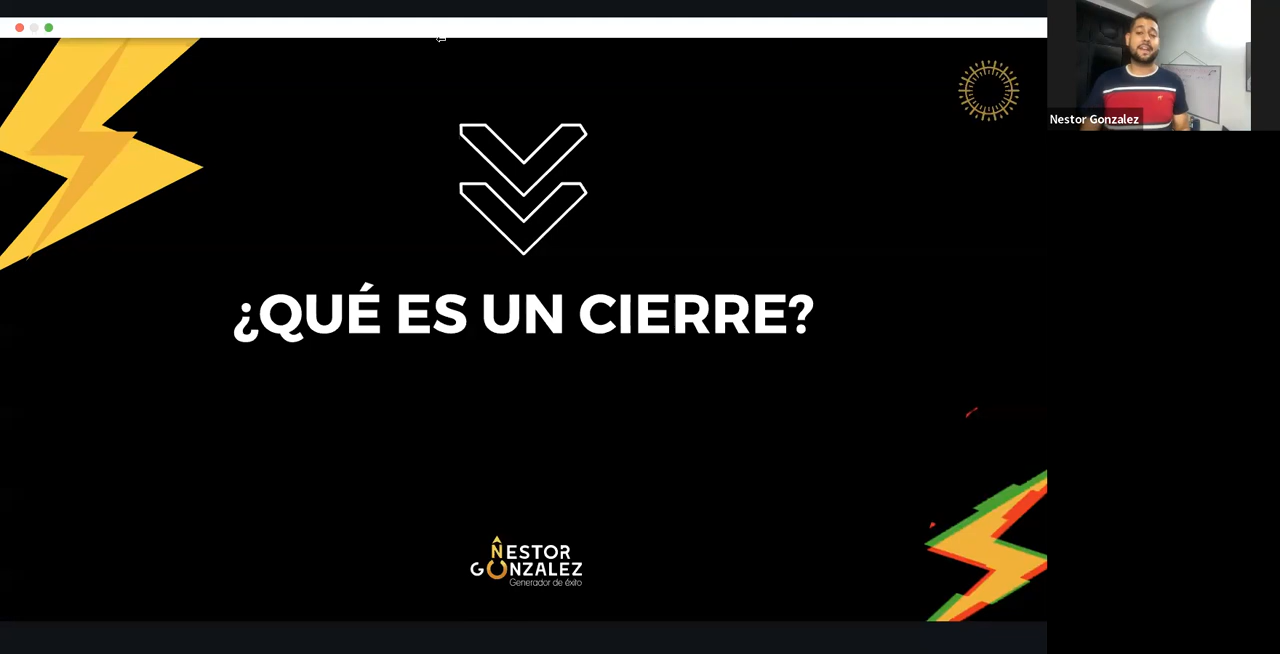 Nestor Gonzalez
¿QUÉ ES UN CIERRE?
NESTOR
GONZALEZ
Generador de éxito